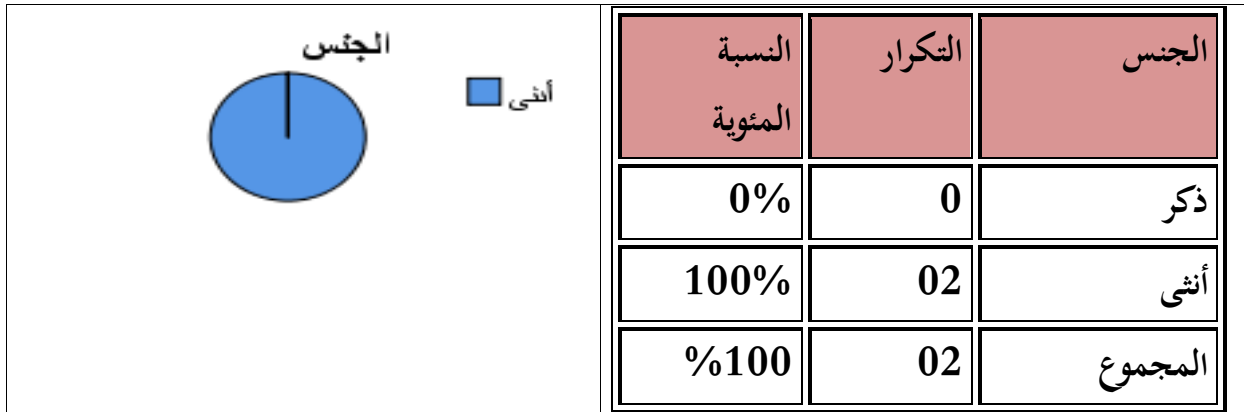 الجنس التكرار النسبة
المئوية
ذكر 0 0%
أنثى 02 100%
المجموع 02 %100
الجنس
أنثى